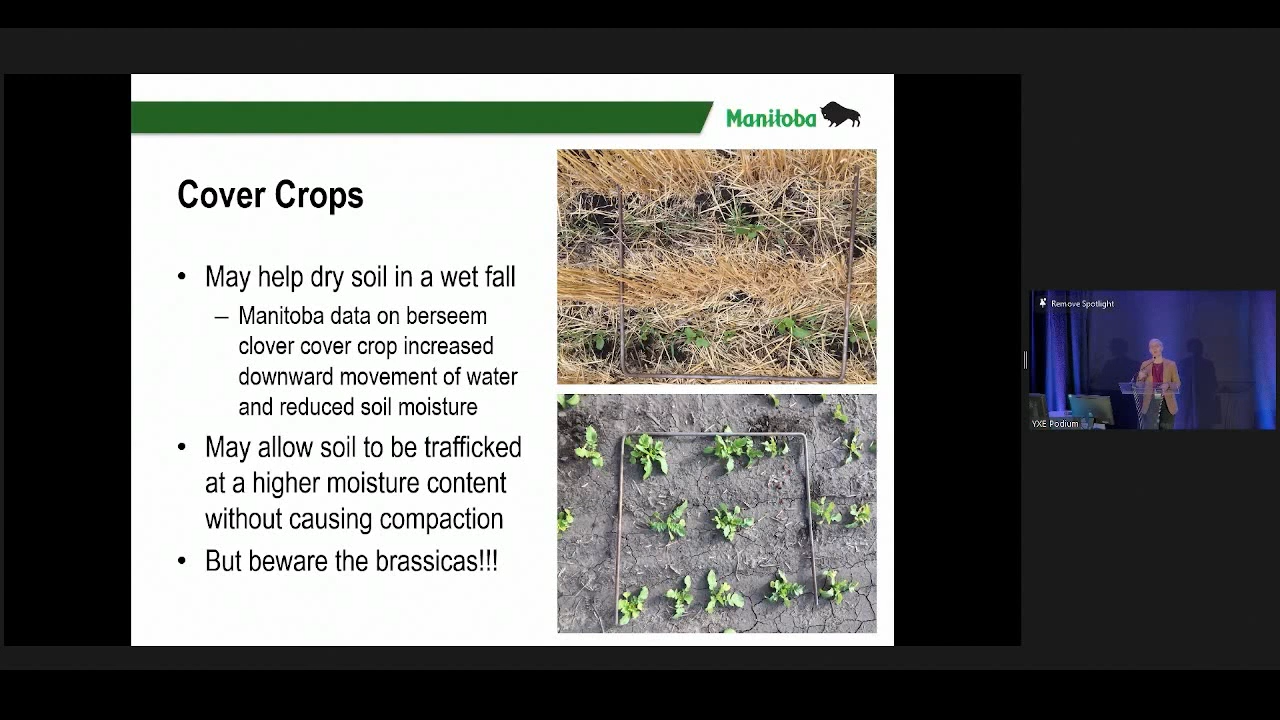 Manitoba
Cover Crops
• May help dry soil in a wet fall
– Manitoba data on berseem
clover cover crop increased
downward movement of water
and reduced soil moisture
• May allow soil to be trafficked
at a higher moisture content
without causing compaction
• But beware the brassicas!!!
Remove Spotlight
YXE Podium